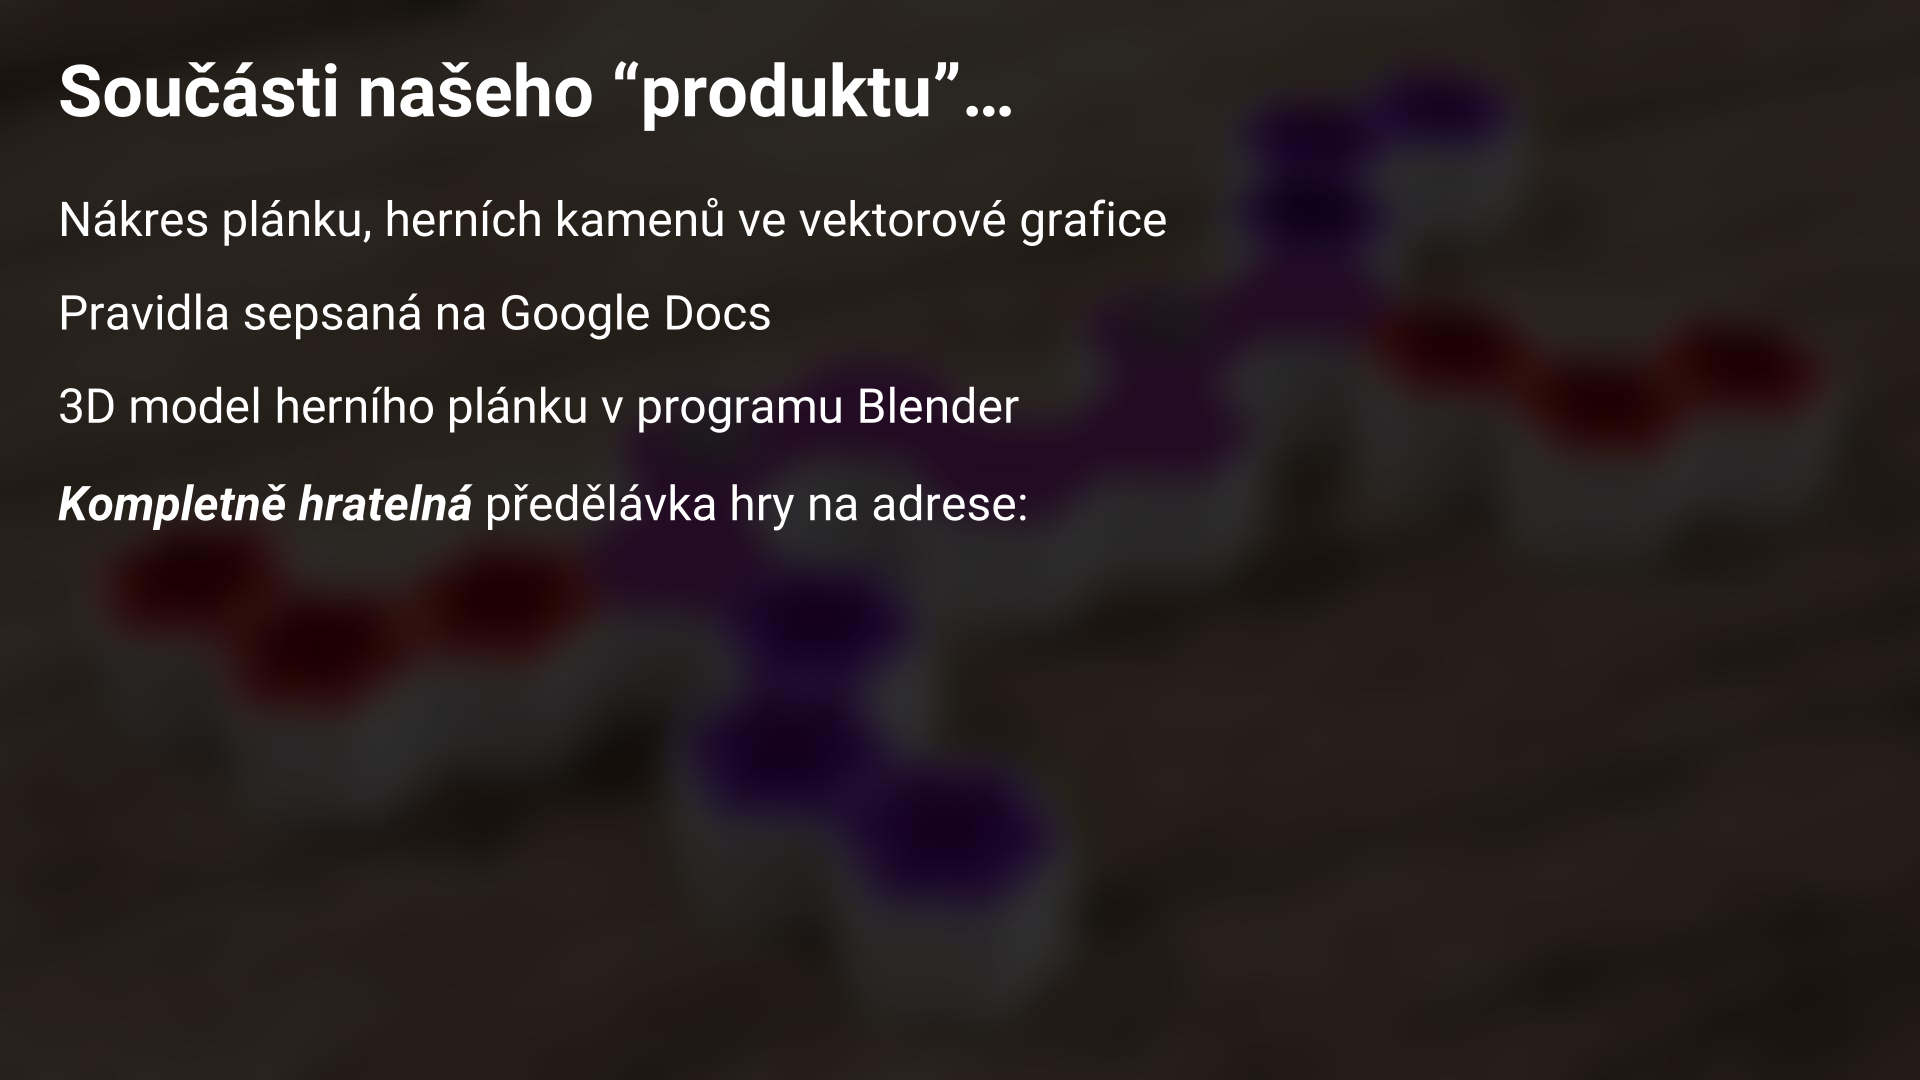 Součásti našeho “produktu”…
Nákres plánku, herních kamenů ve vektorové grafice
Pravidla sepsaná na Google Docs
3D model herního plánku v programu Blender
Kompletně hratelná předělávka hry na adrese: